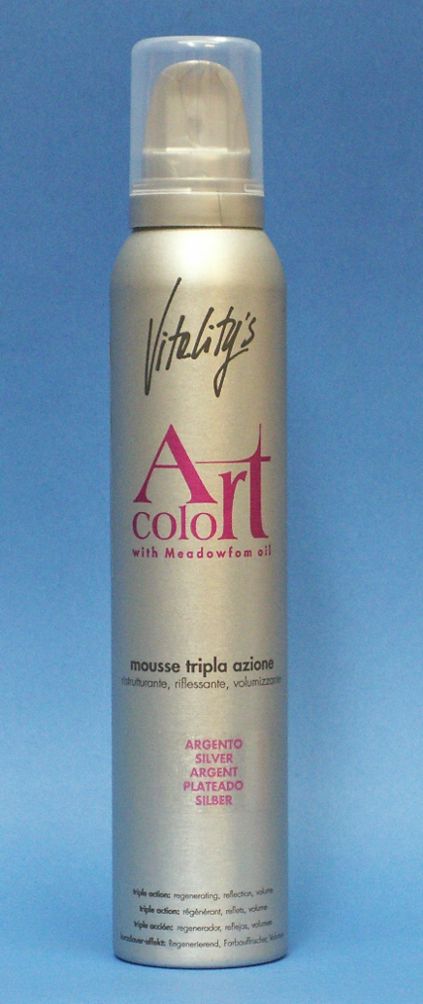 Vitality's
Art
color
with Meadowfom oil
mousse tripla azione
ristrutturante, riflessante, volumizzante
ARGENTO
SILVER
ARGENT
PLATEADO
SILBER
triple action: regenerating, reflection, volume
triple action: régénérant, reflets, volume
triple acción: regenerador, reflejos, volumen
Regenerierend, Farbauffrischer, Volumen